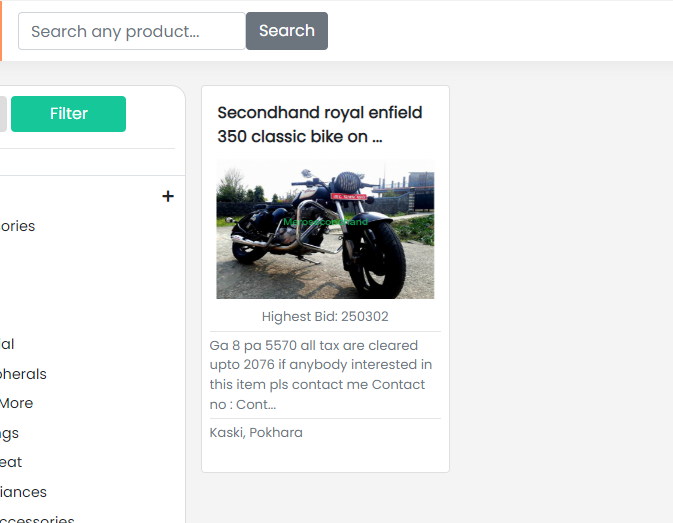 Search any product...
Search
Filter
+
ories
al
pherals
More
ngs
eat
iances
ccessories
Secondhand royal enfield
350 classic bike on ...
Merosecondhand
Highest Bid: 250302
Ga 8 pa 5570 all tax are cleared
upto 2076 if anybody interested in
this item pls contact me Contact
no : Cont...
Kaski, Pokhara